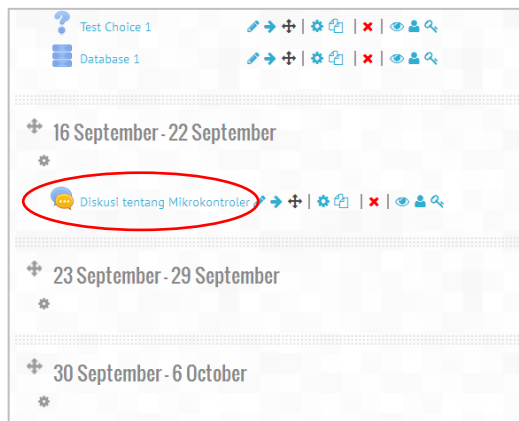 Test Choice 1
Database 1
16 September - 22 September
Diskusi tentang Mikrokontroler
23 September - 29 September
30 September - 6 October